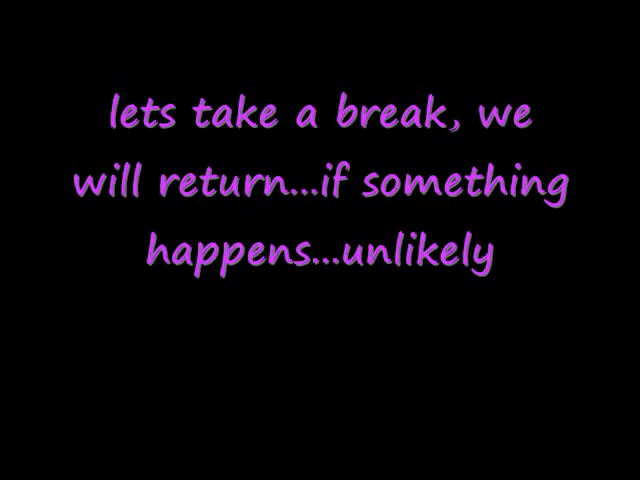 lets take a break, we
will return...if something
happens...unlikely